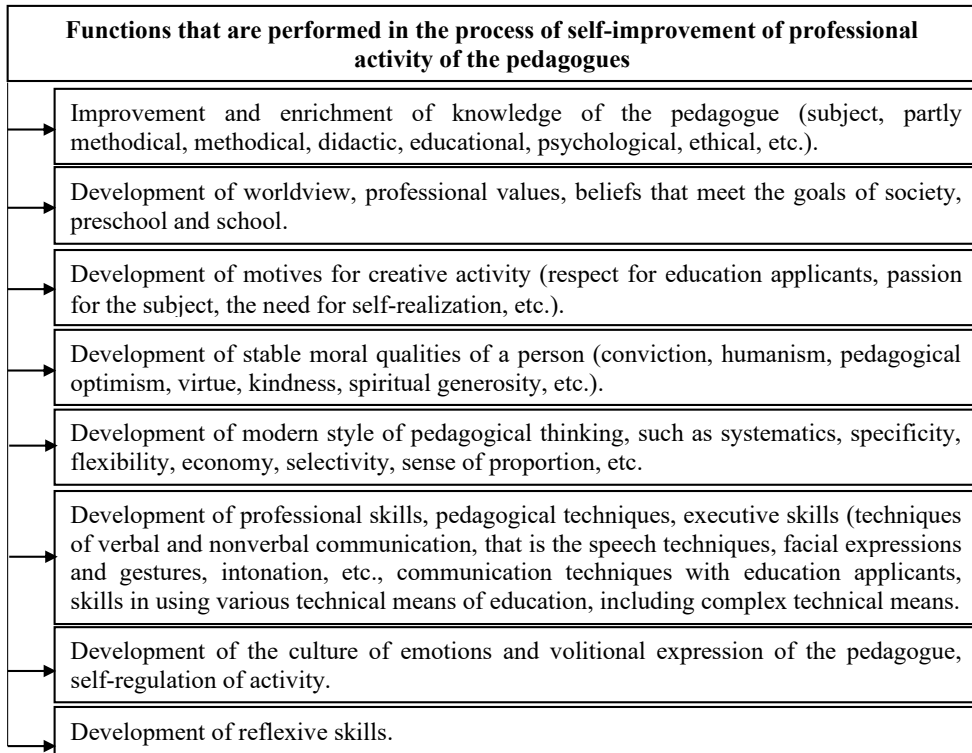 Functions that are performed in the process of self-improvement of professional
activity of the pedagogues
Improvement and enrichment of knowledge of the pedagogue (subject, partly
methodical, methodical, didactic, educational, psychological, ethical, etc.).
Development of worldview, professional values, beliefs that meet the goals of society,
preschool and school.
Development of motives for creative activity (respect for education applicants, passion
for the subject, the need for self-realization, etc.).
Development of stable moral qualities of a person (conviction, humanism, pedagogical
optimism, virtue, kindness, spiritual generosity, etc.).
Development of modern style of pedagogical thinking, such as systematics, specificity,
flexibility, economy, selectivity, sense of proportion, etc.
Development of professional skills, pedagogical techniques, executive skills (techniques
of verbal and nonverbal communication, that is the speech techniques, facial expressions
and gestures, intonation, etc., communication techniques with education applicants,
skills in using various technical means of education, including complex technical means.
Development of the culture of emotions and volitional expression of the pedagogue,
self-regulation of activity.
Development of reflexive skills.